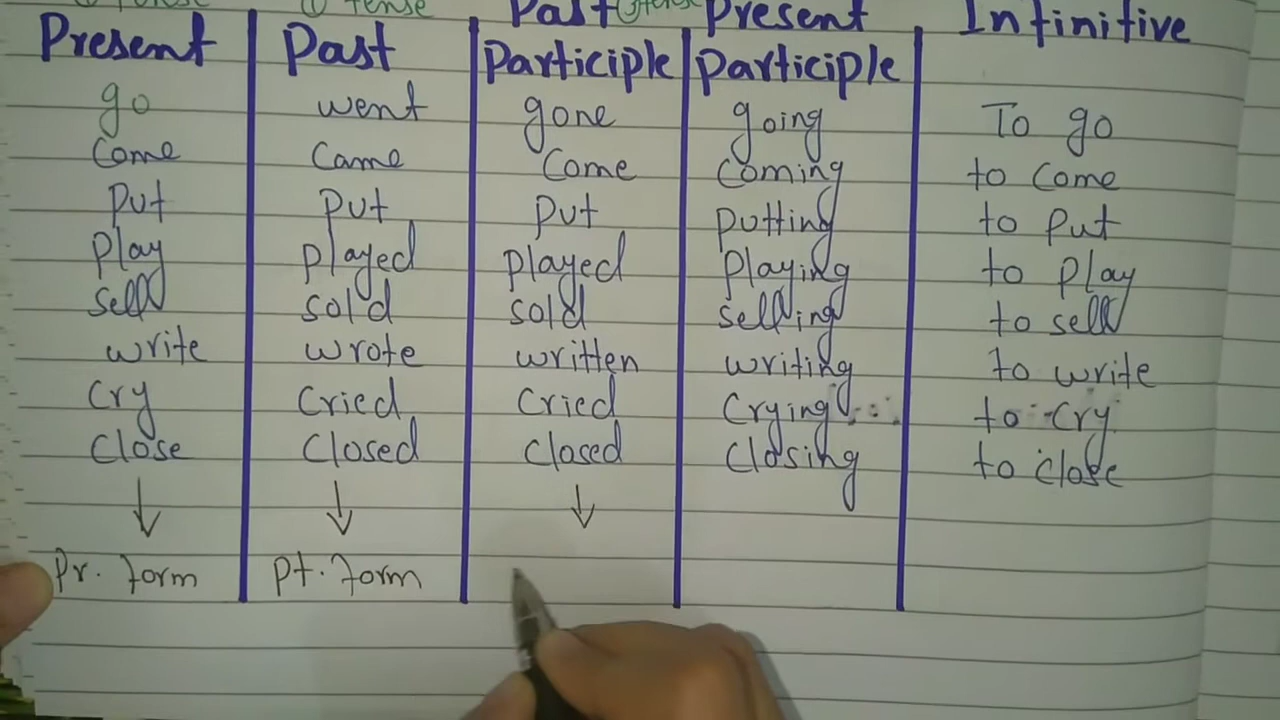 tense
Past tense Present Infinitive
Present Past Participle Participle
go went gone going To go
Come Came Come Coming to Come
Put Put Put Putting to Put
Play Played Played Playing to Play
Sell Sold Sold selling to sell
write wrote written writing to write
Cry Cried Cried Crying to Cry
Close Closed Closed Closing to Close
Pr. form Pt. form